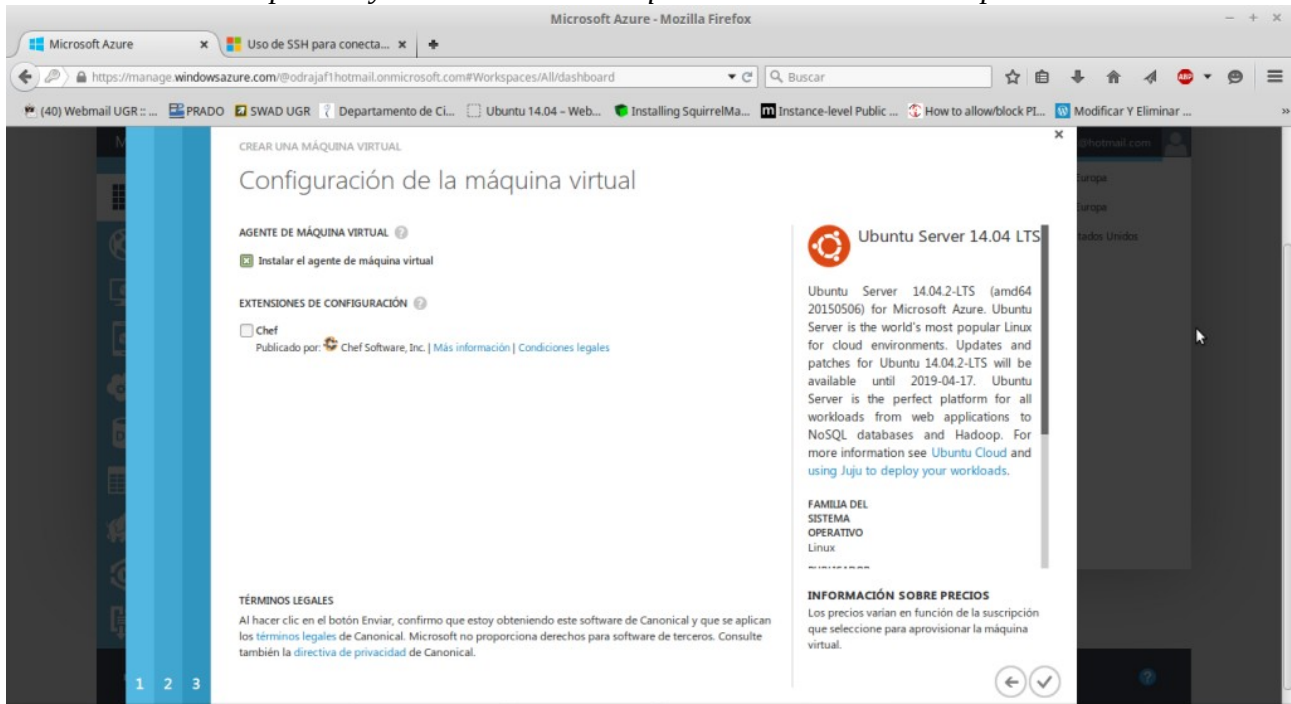 Microsoft Azure - Mozilla Firefox
Microsoft Azure
Uso de SSH para conecta...
https://manage.windowsazure.com/@odrajaf1hotmail.onmicrosoft.com#Workspaces/All/dashboard
Buscar
(40) Webmail UGR :: ...
PRADO
SWAD UGR
Departamento de Ci...
Ubuntu 14.04 – Web...
Installing SquirrelMa...
Instance-level Public ...
How to allow/block PI...
Modificar Y Eliminar ...
CREAR UNA MÁQUINA VIRTUAL
@hotmail.com
Configuración de la máquina virtual
Europa
Europa
tados Unidos
AGENTE DE MÁQUINA VIRTUAL
Instalar el agente de máquina virtual
EXTENSIONES DE CONFIGURACIÓN
Chef
Publicado por: Chef Software, Inc. | Más información | Condiciones legales
Ubuntu Server 14.04 LTS
Ubuntu Server 14.04.2-LTS (amd64
20150506) for Microsoft Azure. Ubuntu
Server is the world's most popular Linux
for cloud environments. Updates and
patches for Ubuntu 14.04.2-LTS will be
available until 2019-04-17. Ubuntu
Server is the perfect platform for all
workloads from web applications to
NoSQL databases and Hadoop. For
more information see Ubuntu Cloud and
using Juju to deploy your workloads.
FAMILIA DEL
SISTEMA
OPERATIVO
Linux
TÉRMINOS LEGALES
Al hacer clic en el botón Enviar, confirmo que estoy obteniendo este software de Canonical y que se aplican
los términos legales de Canonical. Microsoft no proporciona derechos para software de terceros. Consulte
también la directiva de privacidad de Canonical.
INFORMACIÓN SOBRE PRECIOS
Los precios varían en función de la suscripción
que seleccione para aprovisionar la máquina
virtual.
1 2 3